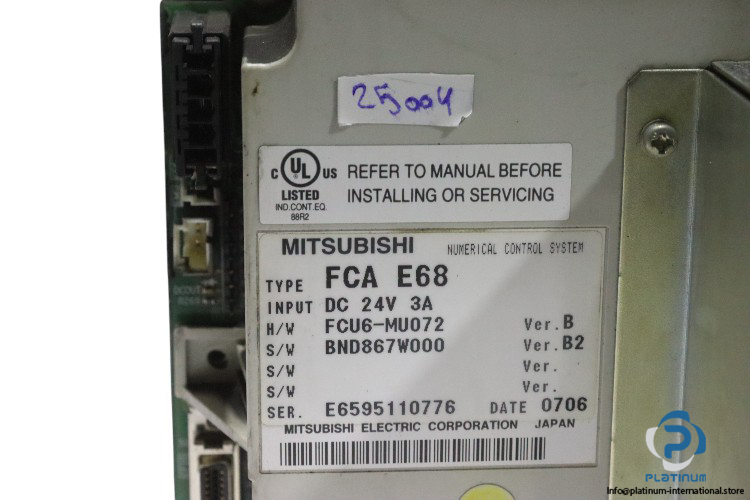 25004
C UL US
LISTED
IND.CONT.EQ.
88R2
REFER TO MANUAL BEFORE
INSTALLING OR SERVICING
MITSUBISHI NUMERICAL CONTROL SYSTEM
TYPE FCA E68
INPUT DC 24V 3A
H/W FCU6-MU072 Ver.B
S/W BND867W000 Ver.B2
S/W Ver.
S/W Ver.
SER. E6595110776 DATE 0706
MITSUBISHI ELECTRIC CORPORATION JAPAN
DCOUT
PLATINUM
https://platinum-international.store